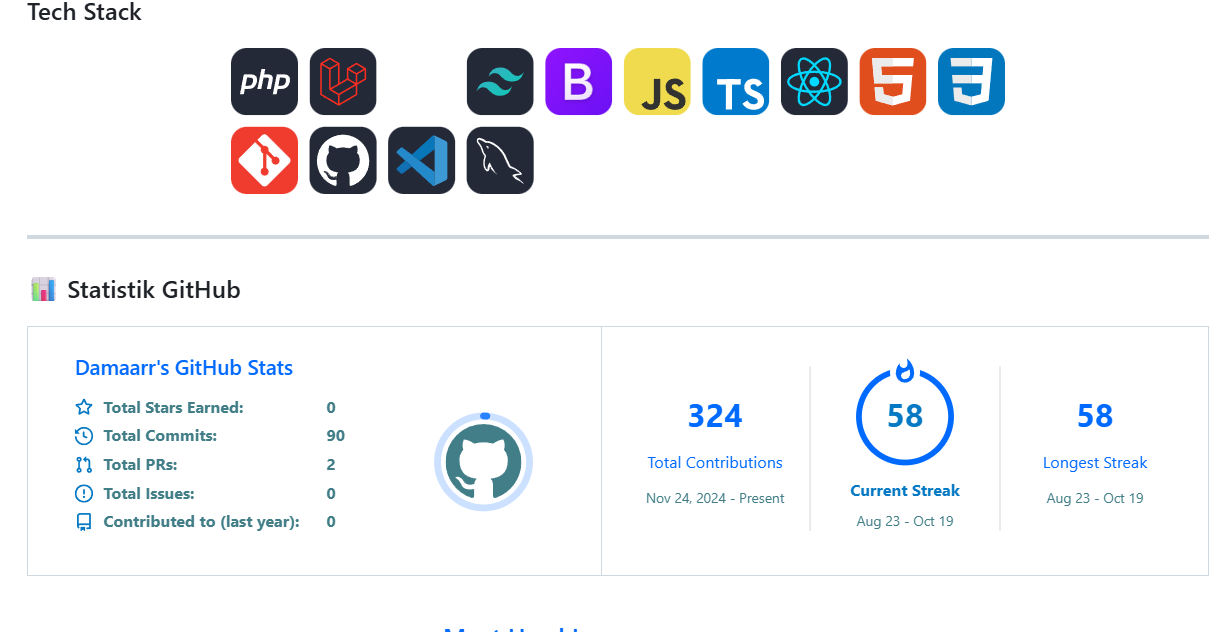 Tech Stack
php
B
JS
TS
Statistik GitHub
Damaarr's GitHub Stats
Total Stars Earned: 0
Total Commits: 90
Total PRs: 2
Total Issues: 0
Contributed to (last year): 0
324
Total Contributions
Nov 24, 2024 - Present
58
Current Streak
Aug 23 - Oct 19
58
Longest Streak
Aug 23 - Oct 19